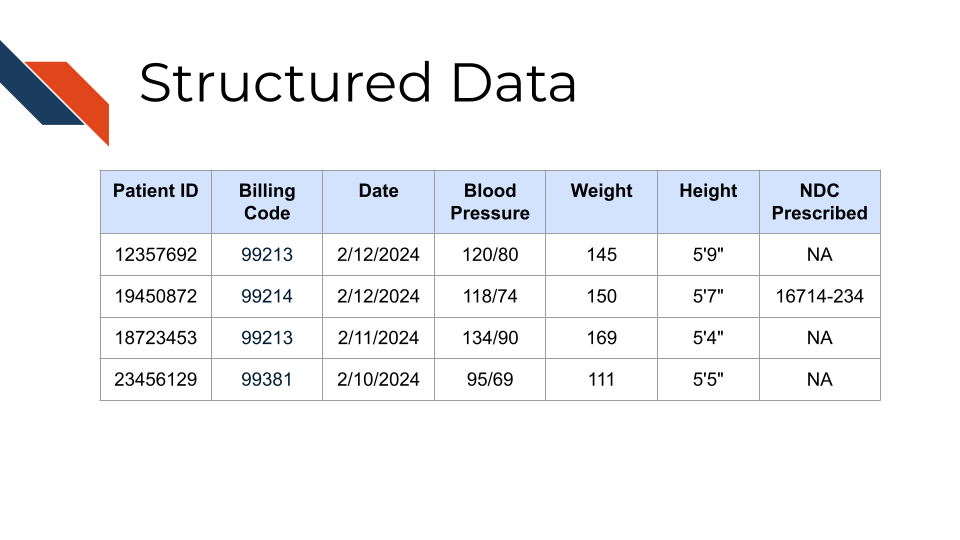 Structured Data
Patient ID Billing Code Date Blood Pressure Weight Height NDC Prescribed
12357692 99213 2/12/2024 120/80 145 5'9" NA
19450872 99214 2/12/2024 118/74 150 5'7" 16714-234
18723453 99213 2/11/2024 134/90 169 5'4" NA
23456129 99381 2/10/2024 95/69 111 5'5" NA